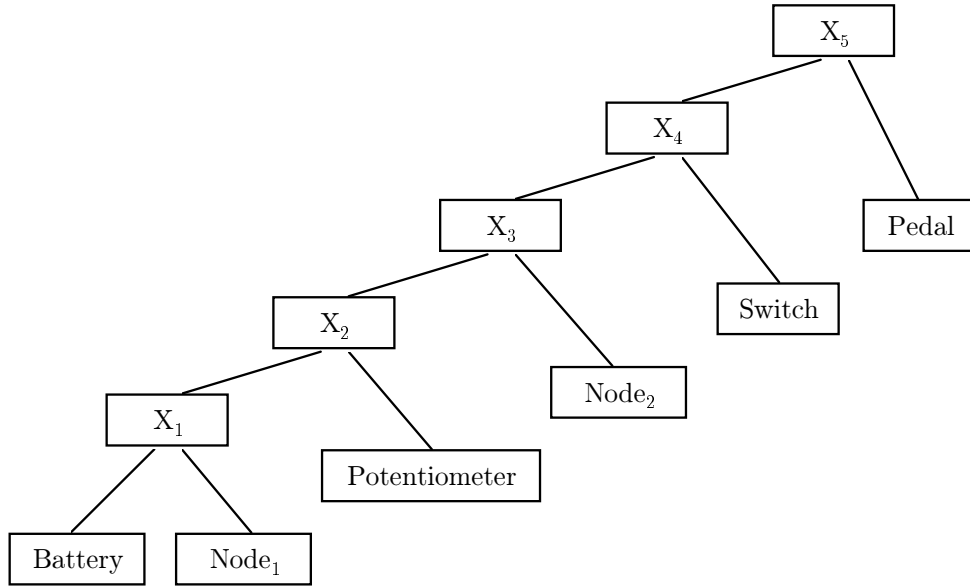 X₅
X₄
X₃
Pedal
X₂
Switch
Node₂
X₁
Potentiometer
Battery
Node₁